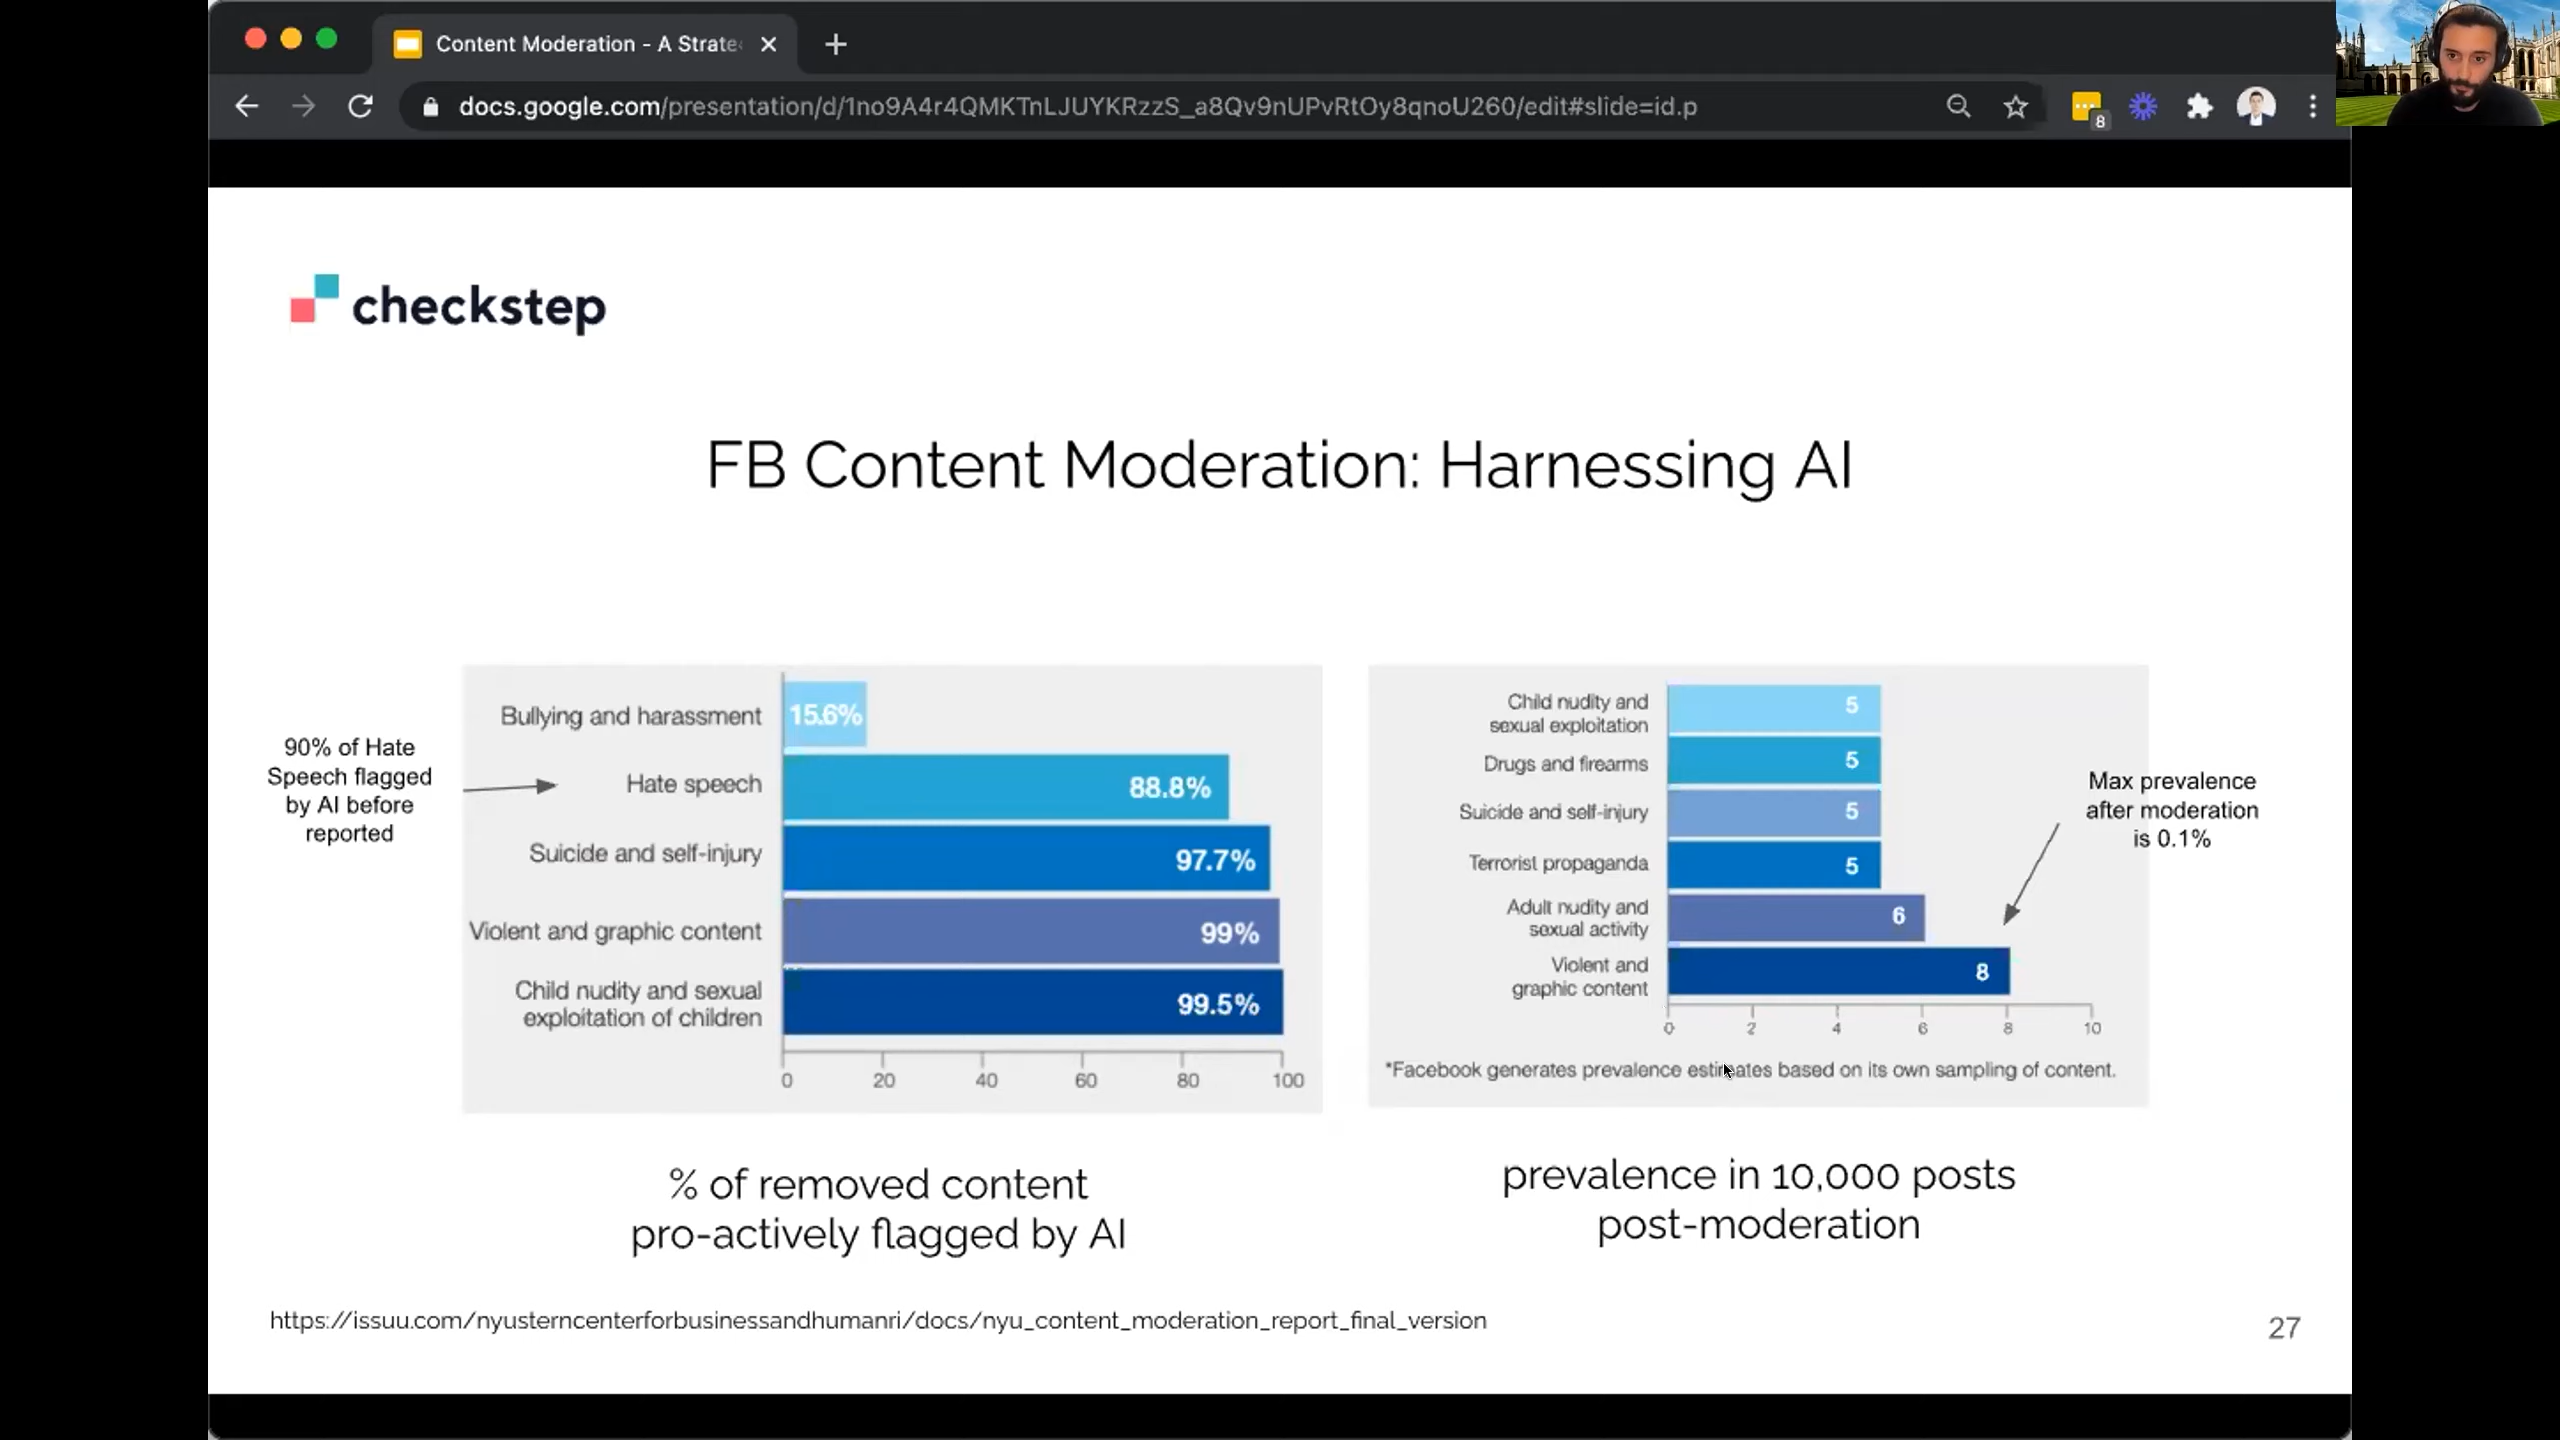 Content Moderation - A Strate
docs.google.com/presentation/d/1no9A4r4QMKTnLJUYKRzzS_a8Qv9nUPvRtOy8qnoU260/edit#slide=id.p
8
checkstep
FB Content Moderation: Harnessing AI
90% of Hate
Speech flagged
by AI before
reported
Bullying and harassment
15.6%
Hate speech
88.8%
Suicide and self-injury
97.7%
Violent and graphic content
99%
Child nudity and sexual
exploitation of children
99.5%
0 20 40 60 80 100
% of removed content
pro-actively flagged by AI
Child nudity and
sexual exploitation
5
Drugs and firearms
5
Suicide and self-injury
5
Terrorist propaganda
5
Adult nudity and
sexual activity
6
Violent and
graphic content
8
0 2 4 6 8 10
*Facebook generates prevalence estimates based on its own sampling of content.
Max prevalence
after moderation
is 0.1%
prevalence in 10,000 posts
post-moderation
https://issuu.com/nyusterncenterforbusinessandhumanri/docs/nyu_content_moderation_report_final_version
27